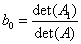 b₀ = det(A₁) / det(A)